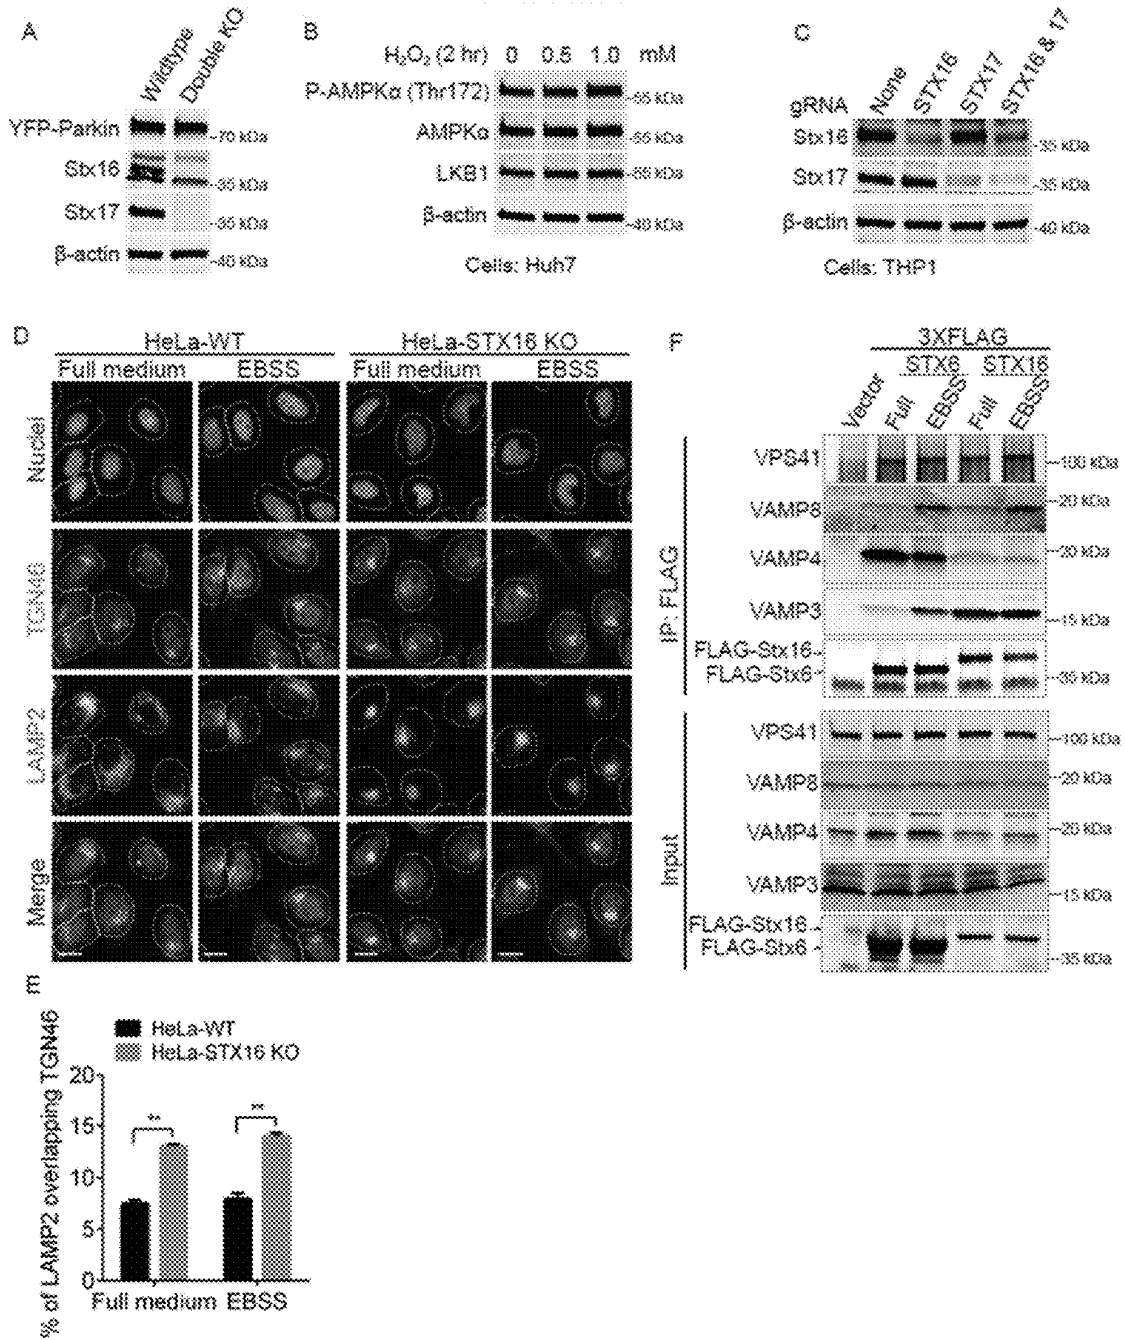 A
Wildtype
Double KO
YFP-Parkin
-70 kDa
Stx16
-35 kDa
Stx17
-35 kDa
β-actin
-40 kDa
B
H₂O₂ (2 hr) 0 0.5 1.0 mM
P-AMPKα (Thr172)
-55 kDa
AMPKα
-55 kDa
LKB1
-55 kDa
β-actin
-40 kDa
Cells: Huh7
C
gRNA
None
STX16
STX17
STX16 & 17
Stx16
-35 kDa
Stx17
-35 kDa
β-actin
-40 kDa
Cells: THP1
D
HeLa-WT HeLa-STX16 KO
Full medium EBSS Full medium EBSS
Nuclei
TGN46
LAMP2
Merge
E
HeLa-WT
HeLa-STX16 KO
% of LAMP2 overlapping TGN46
20
15
10
5
0
** **
Full medium EBSS
F
3XFLAG
STX6 STX16
Vector
Full
EBSS
Full
EBSS
IP: FLAG
VPS41
-100 kDa
VAMP8
-20 kDa
VAMP4
-20 kDa
VAMP3
-15 kDa
FLAG-Stx16
FLAG-Stx6
-35 kDa
Input
VPS41
-100 kDa
VAMP8
-20 kDa
VAMP4
-20 kDa
VAMP3
-15 kDa
FLAG-Stx16
FLAG-Stx6
-35 kDa